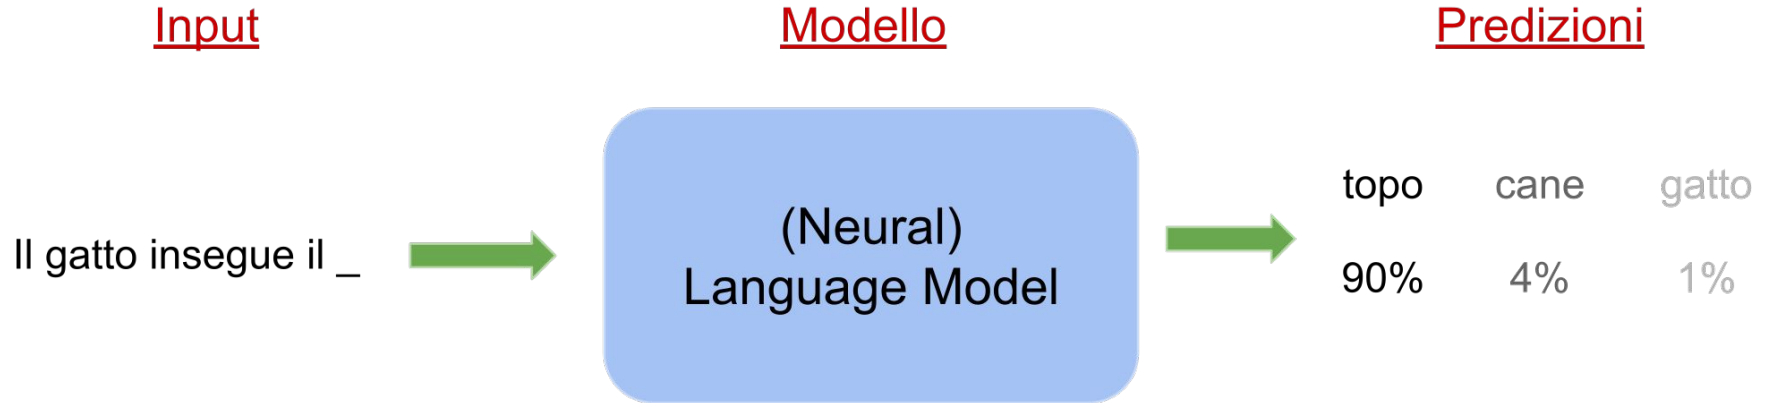 Input
Modello
Predizioni
Il gatto insegue il _
(Neural)
Language Model
topo cane gatto
90% 4% 1%